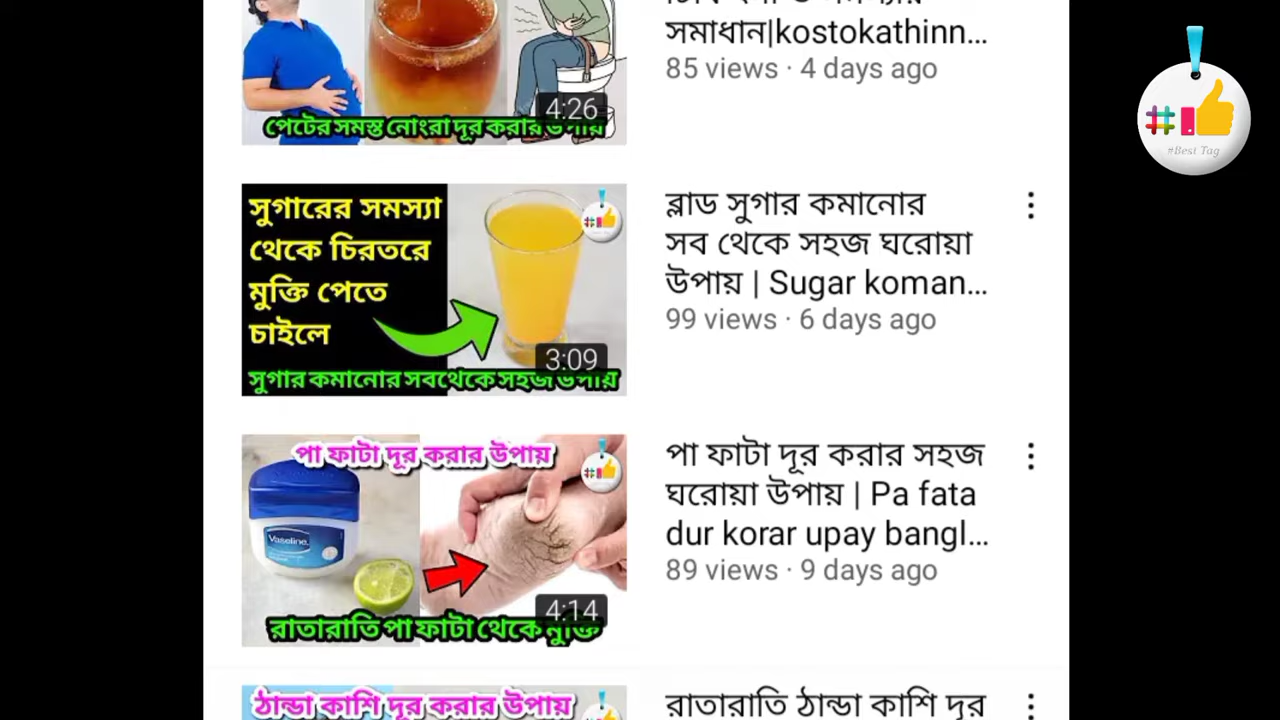 সমাধান|kostokathinn...
85 views · 4 days ago
4:26
পেটের সমস্ত নোংরা দূর করার উপায়
#Best Tag
সুগারের সমস্যা
থেকে চিরতরে
মুক্তি পেতে
চাইলে
3:09
সুগার কমানোর সবথেকে সহজ উপায়
ব্লাড সুগার কমানোর
সব থেকে সহজ ঘরোয়া
উপায় | Sugar koman...
99 views · 6 days ago
পা ফাটা দূর করার উপায়
Vaseline.
4:14
রাতারাতি পা ফাটা থেকে মুক্তি
পা ফাটা দূর করার সহজ
ঘরোয়া উপায় | Pa fata
dur korar upay bangl...
89 views · 9 days ago
ঠান্ডা কাশি দূর করার উপায়
রাতারাতি ঠান্ডা কাশি দূর